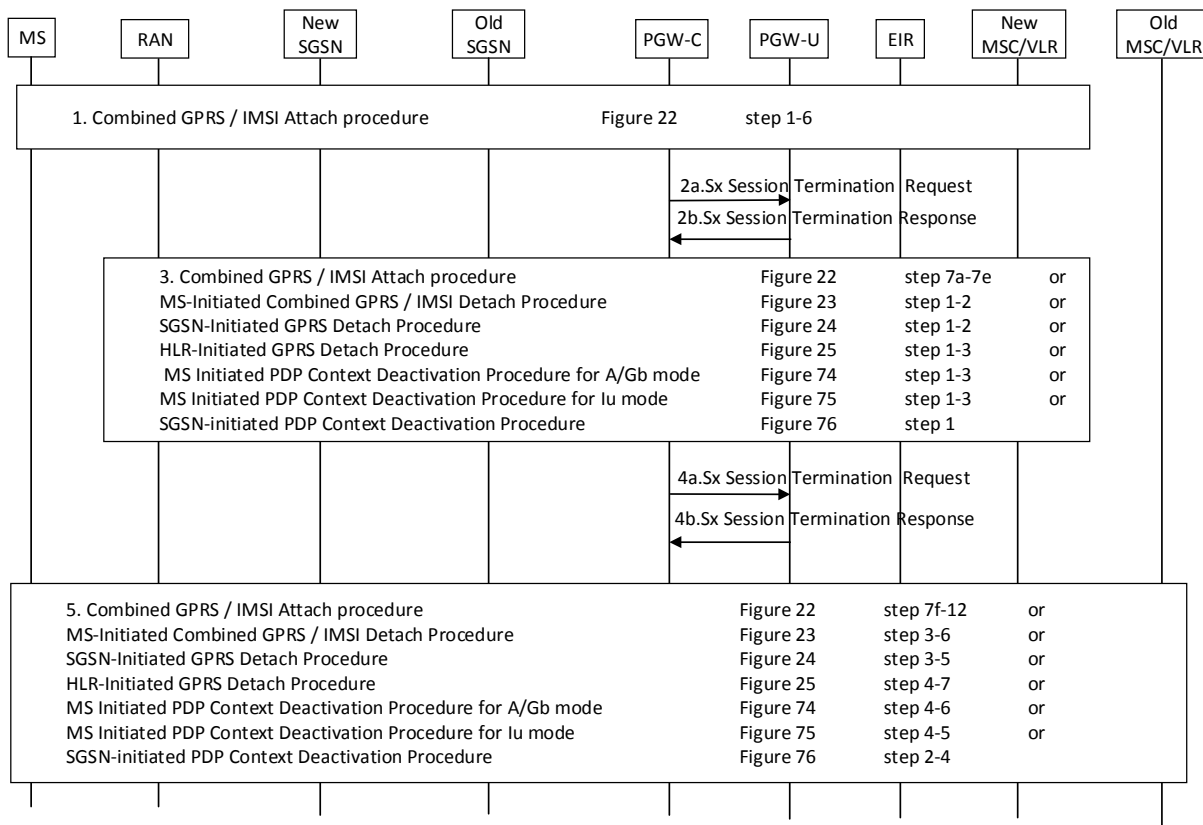 MS
RAN
New
SGSN
Old
SGSN
PGW-C
PGW-U
EIR
New
MSC/VLR
Old
MSC/VLR
1. Combined GPRS / IMSI Attach procedure Figure 22 step 1-6
2a.Sx Session Termination Request
2b.Sx Session Termination Response
3. Combined GPRS / IMSI Attach procedure Figure 22 step 7a-7e or
MS-Initiated Combined GPRS / IMSI Detach Procedure Figure 23 step 1-2 or
SGSN-Initiated GPRS Detach Procedure Figure 24 step 1-2 or
HLR-Initiated GPRS Detach Procedure Figure 25 step 1-3 or
MS Initiated PDP Context Deactivation Procedure for A/Gb mode Figure 74 step 1-3 or
MS Initiated PDP Context Deactivation Procedure for Iu mode Figure 75 step 1-3 or
SGSN-initiated PDP Context Deactivation Procedure Figure 76 step 1
4a.Sx Session Termination Request
4b.Sx Session Termination Response
5. Combined GPRS / IMSI Attach procedure Figure 22 step 7f-12 or
MS-Initiated Combined GPRS / IMSI Detach Procedure Figure 23 step 3-6 or
SGSN-Initiated GPRS Detach Procedure Figure 24 step 3-5 or
HLR-Initiated GPRS Detach Procedure Figure 25 step 4-7 or
MS Initiated PDP Context Deactivation Procedure for A/Gb mode Figure 74 step 4-6 or
MS Initiated PDP Context Deactivation Procedure for Iu mode Figure 75 step 4-5 or
SGSN-initiated PDP Context Deactivation Procedure Figure 76 step 2-4